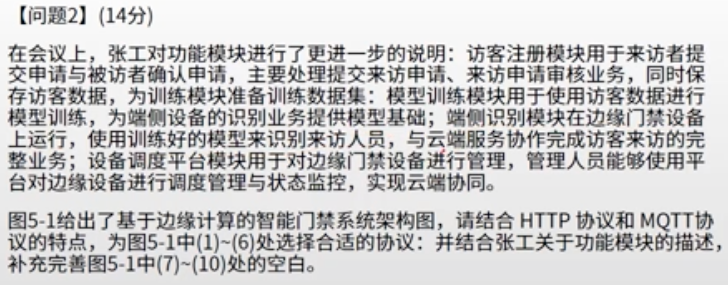 【问题2】(14分)
在会议上，张工对功能模块进行了更进一步的说明：访客注册模块用于来访者提
交申请与被访者确认申请，主要处理提交来访申请、来访申请审核业务，同时保
存访客数据，为训练模块准备训练数据集：模型训练模块用于使用访客数据进行
模型训练，为端侧设备的识别业务提供模型基础；端侧识别模块在边缘门禁设备
上运行，使用训练好的模型来识别来访人员，与云端服务协作完成访客来访的完
整业务；设备调度平台模块用于对边缘门禁设备进行管理，管理人员能够使用平
台对边缘设备进行调度管理与状态监控，实现云端协同。
图5-1给出了基于边缘计算的智能门禁系统架构图，请结合 HTTP 协议和 MQTT协
议的特点，为图5-1中(1)~(6)处选择合适的协议：并结合张工关于功能模块的描述，
补充完善图5-1中(7)~(10)处的空白。